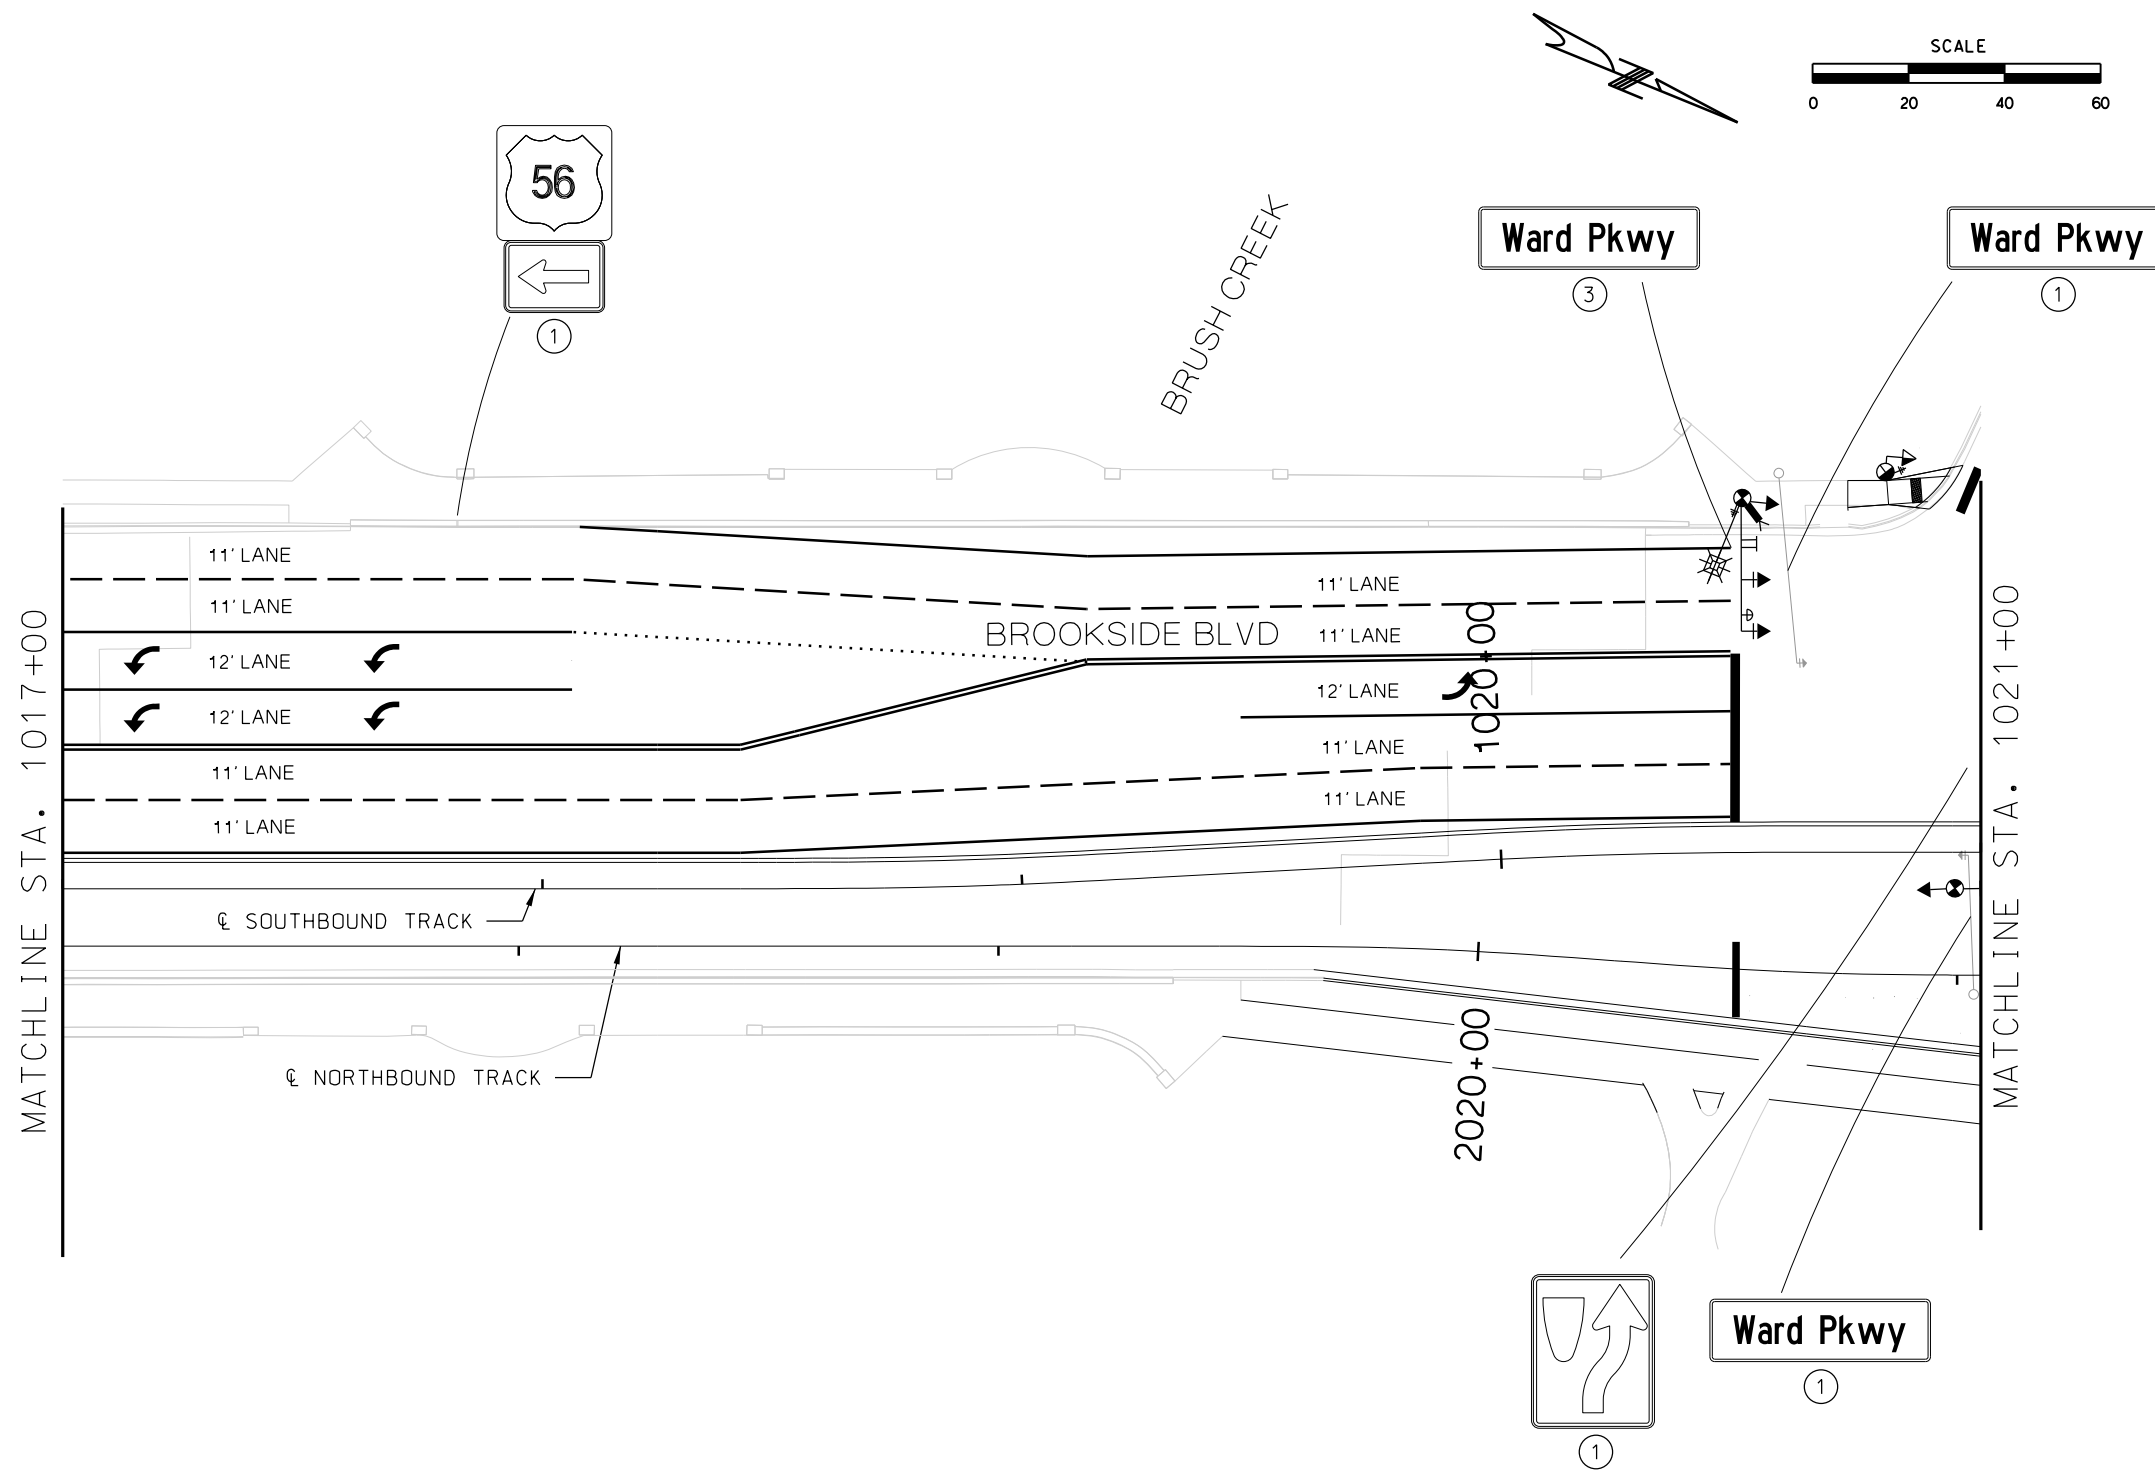 SCALE
0 20 40 60
56
1
BRUSH CREEK
Ward Pkwy
3
Ward Pkwy
1
MATCHLINE STA. 1017+00
11' LANE
11' LANE
12' LANE
12' LANE
11' LANE
11' LANE
BROOKSIDE BLVD
11' LANE
11' LANE
12' LANE
11' LANE
11' LANE
1020+00
MATCHLINE STA. 1021+00
℄ SOUTHBOUND TRACK
℄ NORTHBOUND TRACK
2020+00
1
Ward Pkwy
1